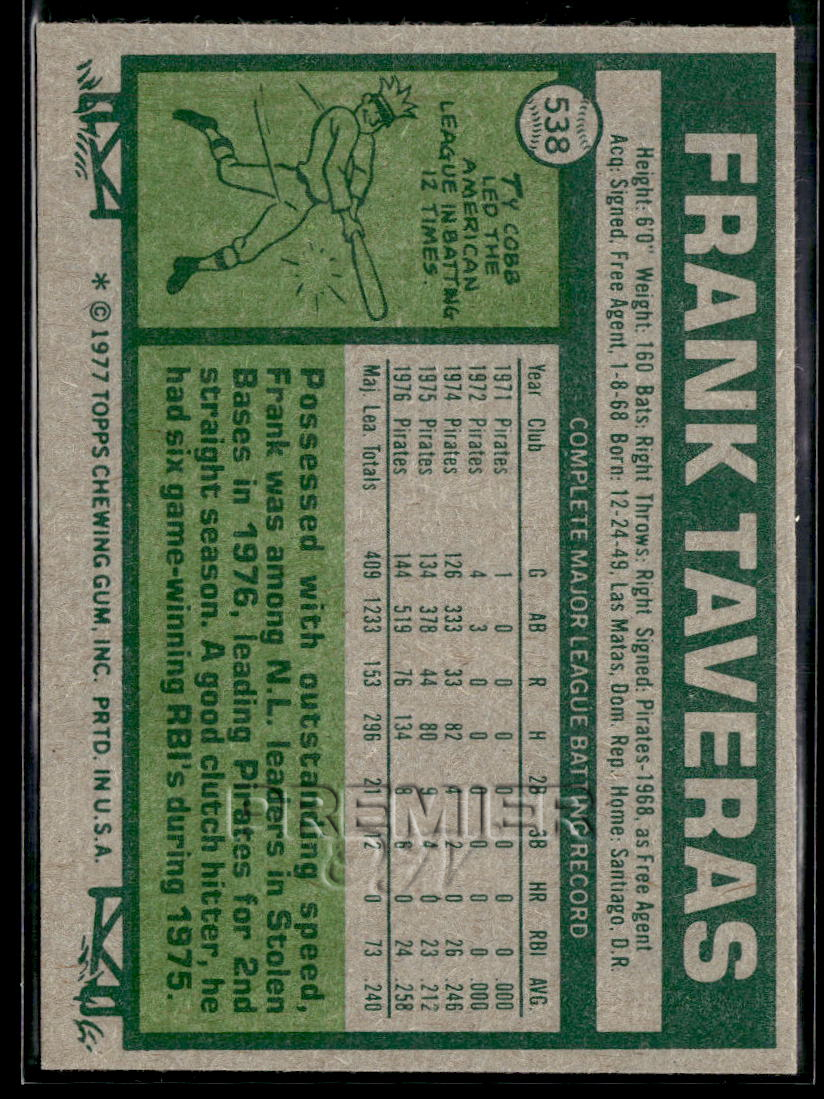 538
FRANK TAVERAS
Height: 6'0" Weight: 160 Bats: Right Throws: Right Signed: Pirates-1968, as Free Agent
Acq: Signed, Free Agent, 1-8-68 Born: 12-24-49, Las Matas, Dom. Rep. Home: Santiago, D.R.
COMPLETE MAJOR LEAGUE BATTING RECORD
Year Club G AB R H 2B 3B HR RBI AVG.
1971 Pirates 1 0 0 0 0 0 0 0 .000
1972 Pirates 4 3 0 0 0 0 0 0 .000
1974 Pirates 126 333 33 82 4 2 0 26 .246
1975 Pirates 134 378 44 80 9 4 0 23 .212
1976 Pirates 144 519 76 134 8 6 0 24 .258
Maj. Lea. Totals 409 1233 153 296 21 12 0 73 .240
TY COBB
LED THE
AMERICAN
LEAGUE IN BATTING
12 TIMES.
Possessed with outstanding speed,
Frank was among N.L. leaders in Stolen
Bases in 1976, leading Pirates for 2nd
straight season. A good clutch hitter, he
had six game-winning RBI's during 1975.
* © 1977 TOPPS CHEWING GUM, INC. PRTD. IN U.S.A.
PREMIER